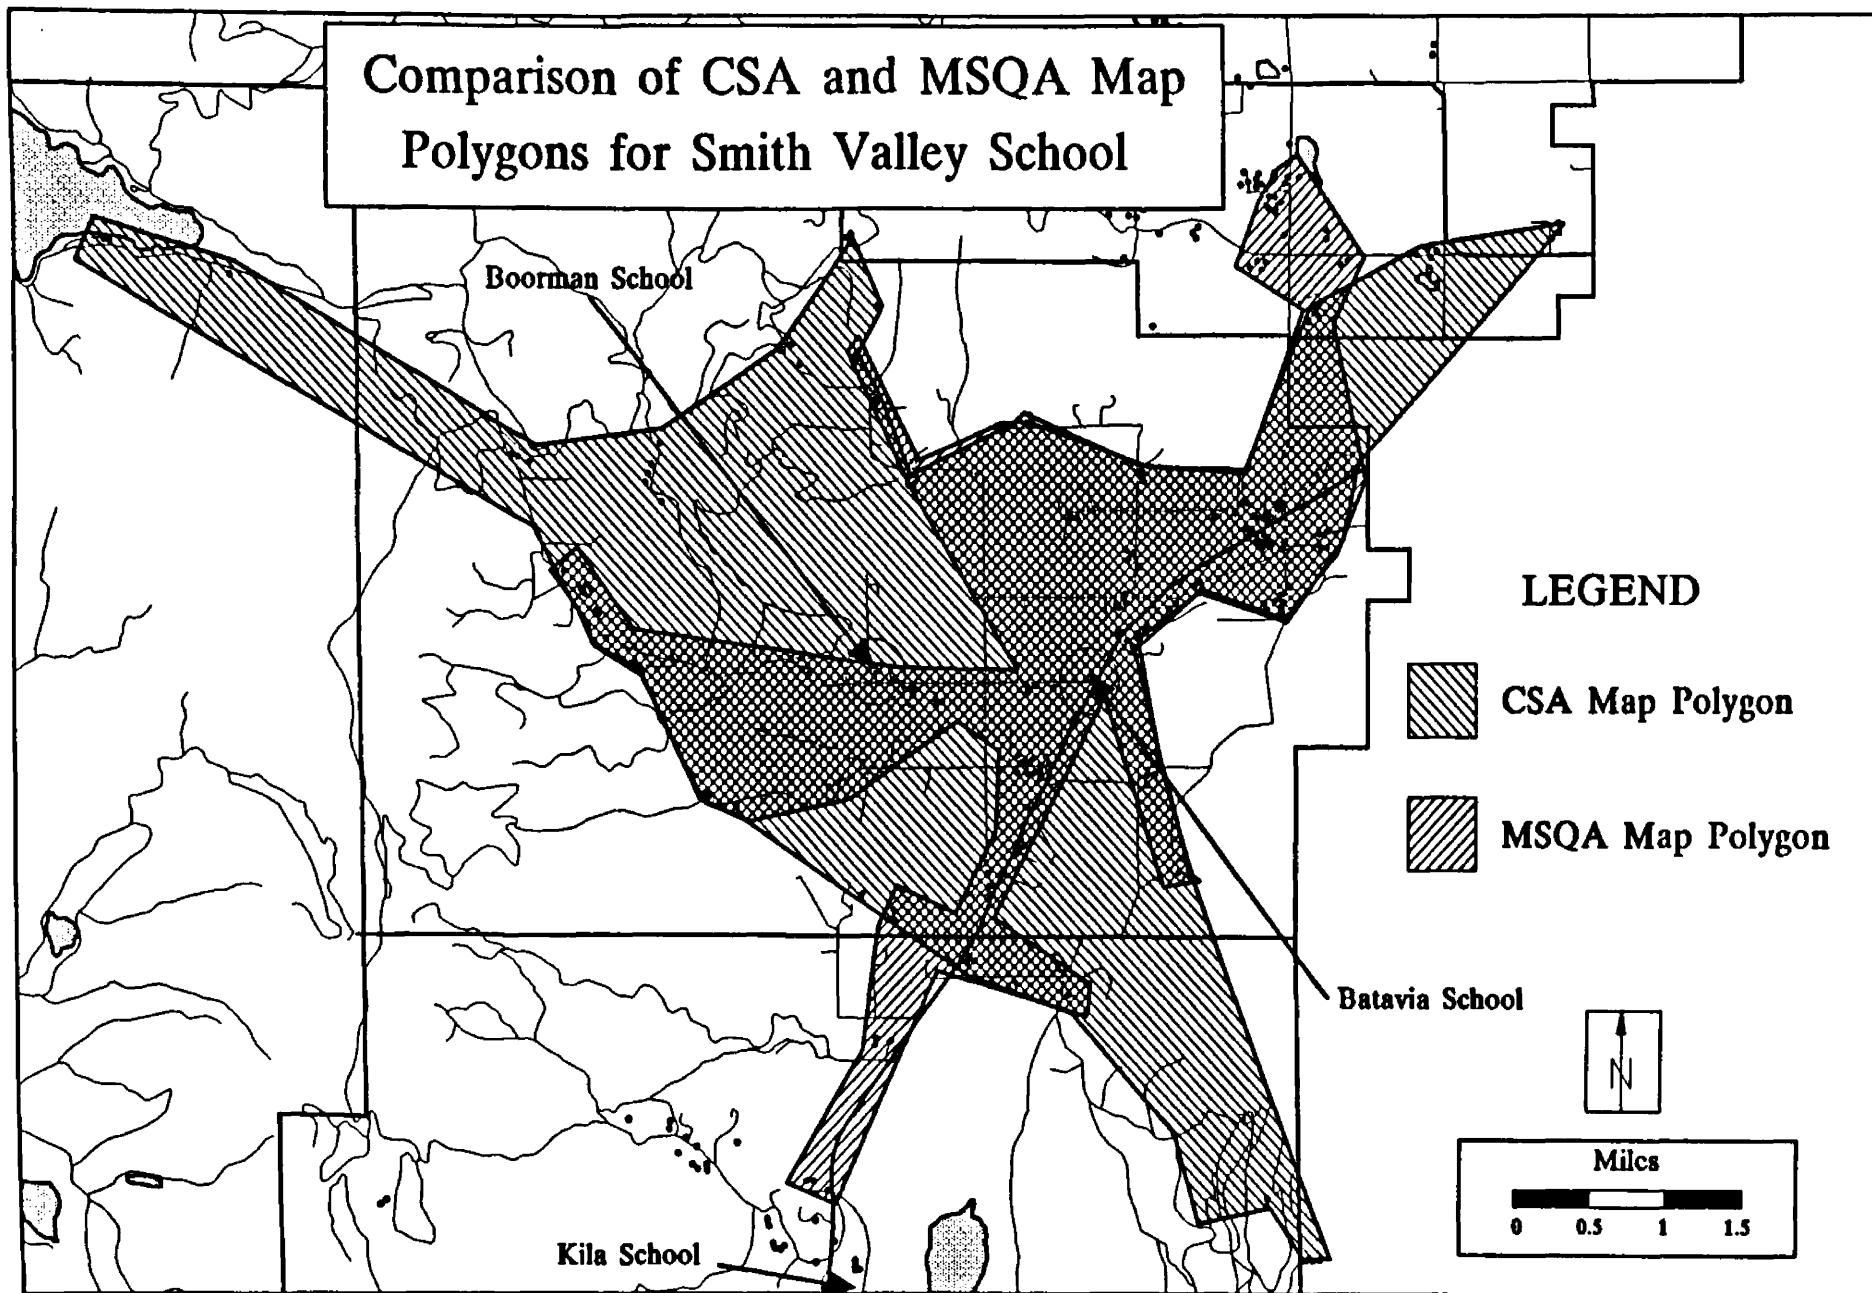 Comparison of CSA and MSQA Map
Polygons for Smith Valley School
Boorman School
LEGEND
CSA Map Polygon
MSQA Map Polygon
Batavia School
N
Miles
0 0.5 1 1.5
Kila School